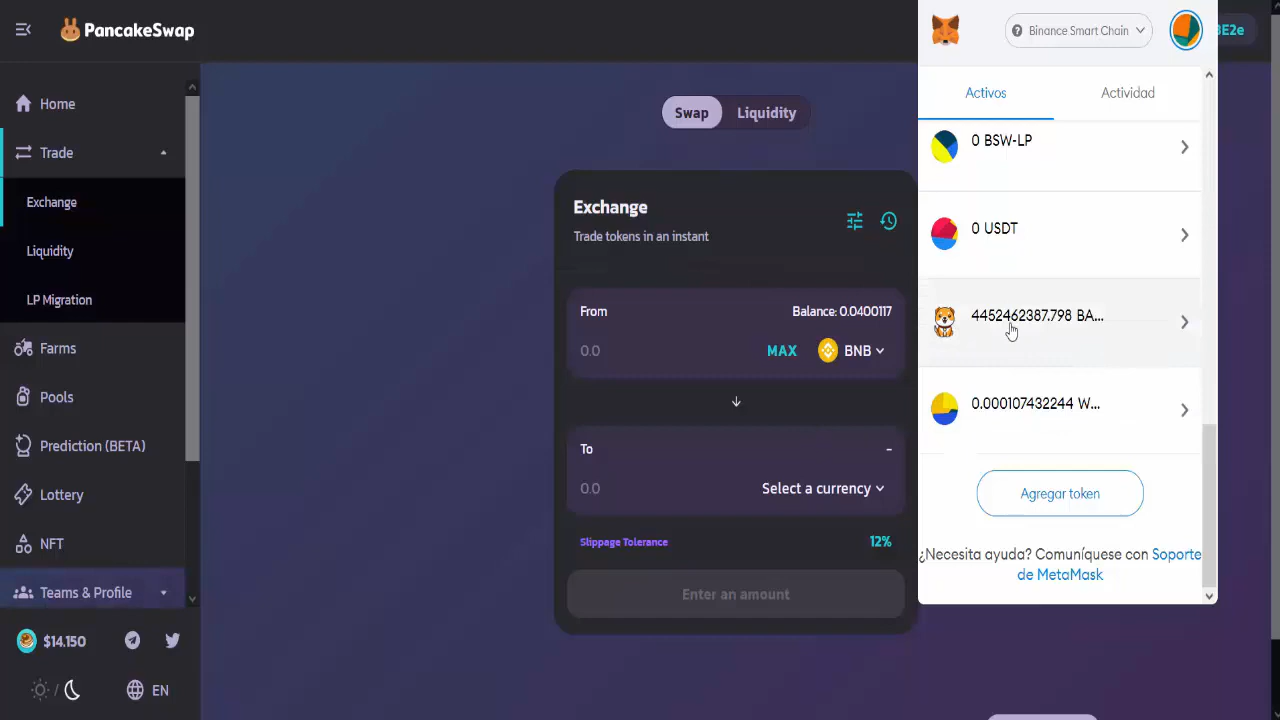 PancakeSwap
Home
Trade
Exchange
Liquidity
LP Migration
Farms
Pools
Prediction (BETA)
Lottery
NFT
Teams & Profile
$14.150
/
EN
Swap
Liquidity
Exchange
Trade tokens in an instant
From
Balance: 0.0400117
0.0
MAX
BNB
To
-
0.0
Select a currency
Slippage Tolerance
12%
Enter an amount
BE2e
Binance Smart Chain
Activos
Actividad
0 BSW-LP
0 USDT
4452462387.798 BA...
0.000107432244 W...
Agregar token
¿Necesita ayuda? Comuníquese con Soporte
de MetaMask